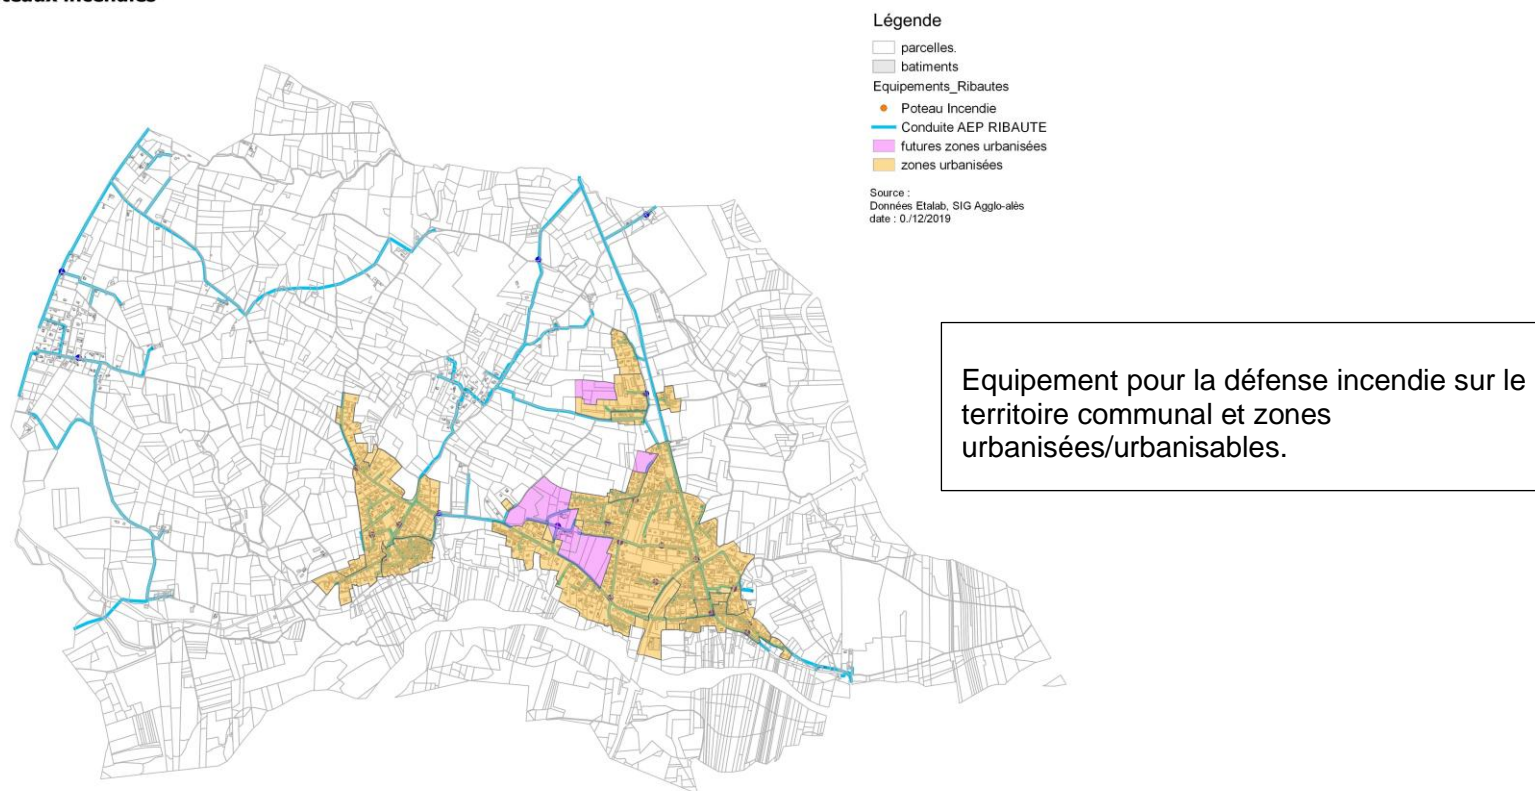 Légende
parcelles.
batiments
Equipements_Ribautes
Poteau Incendie
Conduite AEP RIBAUTE
futures zones urbanisées
zones urbanisées
Source :
Données Etalab, SIG Agglo-alès
date : 0./12/2019
Equipement pour la défense incendie sur le
territoire communal et zones
urbanisées/urbanisables.